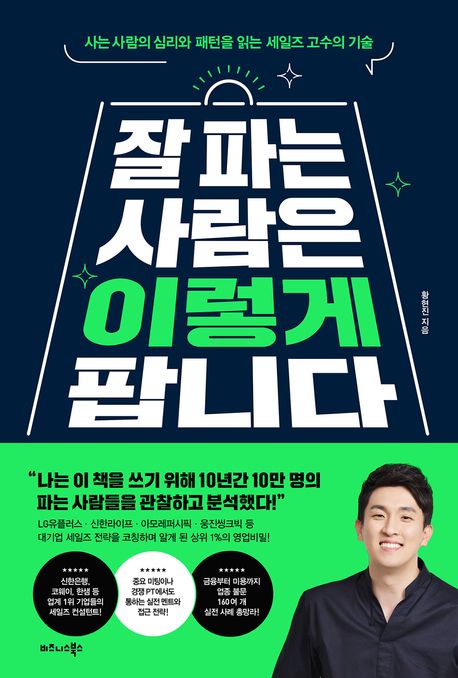 사는 사람의 심리와 패턴을 읽는 세일즈 고수의 기술
잘 파는
사람은
이렇게
팝니다
황현진 지음
“나는 이 책을 쓰기 위해 10년간 10만 명의
파는 사람들을 관찰하고 분석했다!”
LG유플러스 · 신한라이프 · 아모레퍼시픽 · 웅진씽크빅 등
대기업 세일즈 전략을 코칭하며 알게 된 상위 1%의 영업비밀!
★★★★★
신한은행,
코웨이, 한샘 등
업계 1위 기업들의
세일즈 컨설턴트!
★★★★★
중요 미팅이나
경쟁 PT에서도
통하는 실전 멘트와
접근 전략!
★★★★★
금융부터 미용까지
업종 불문
160여 개
실전 사례 총망라!
비즈니스북스